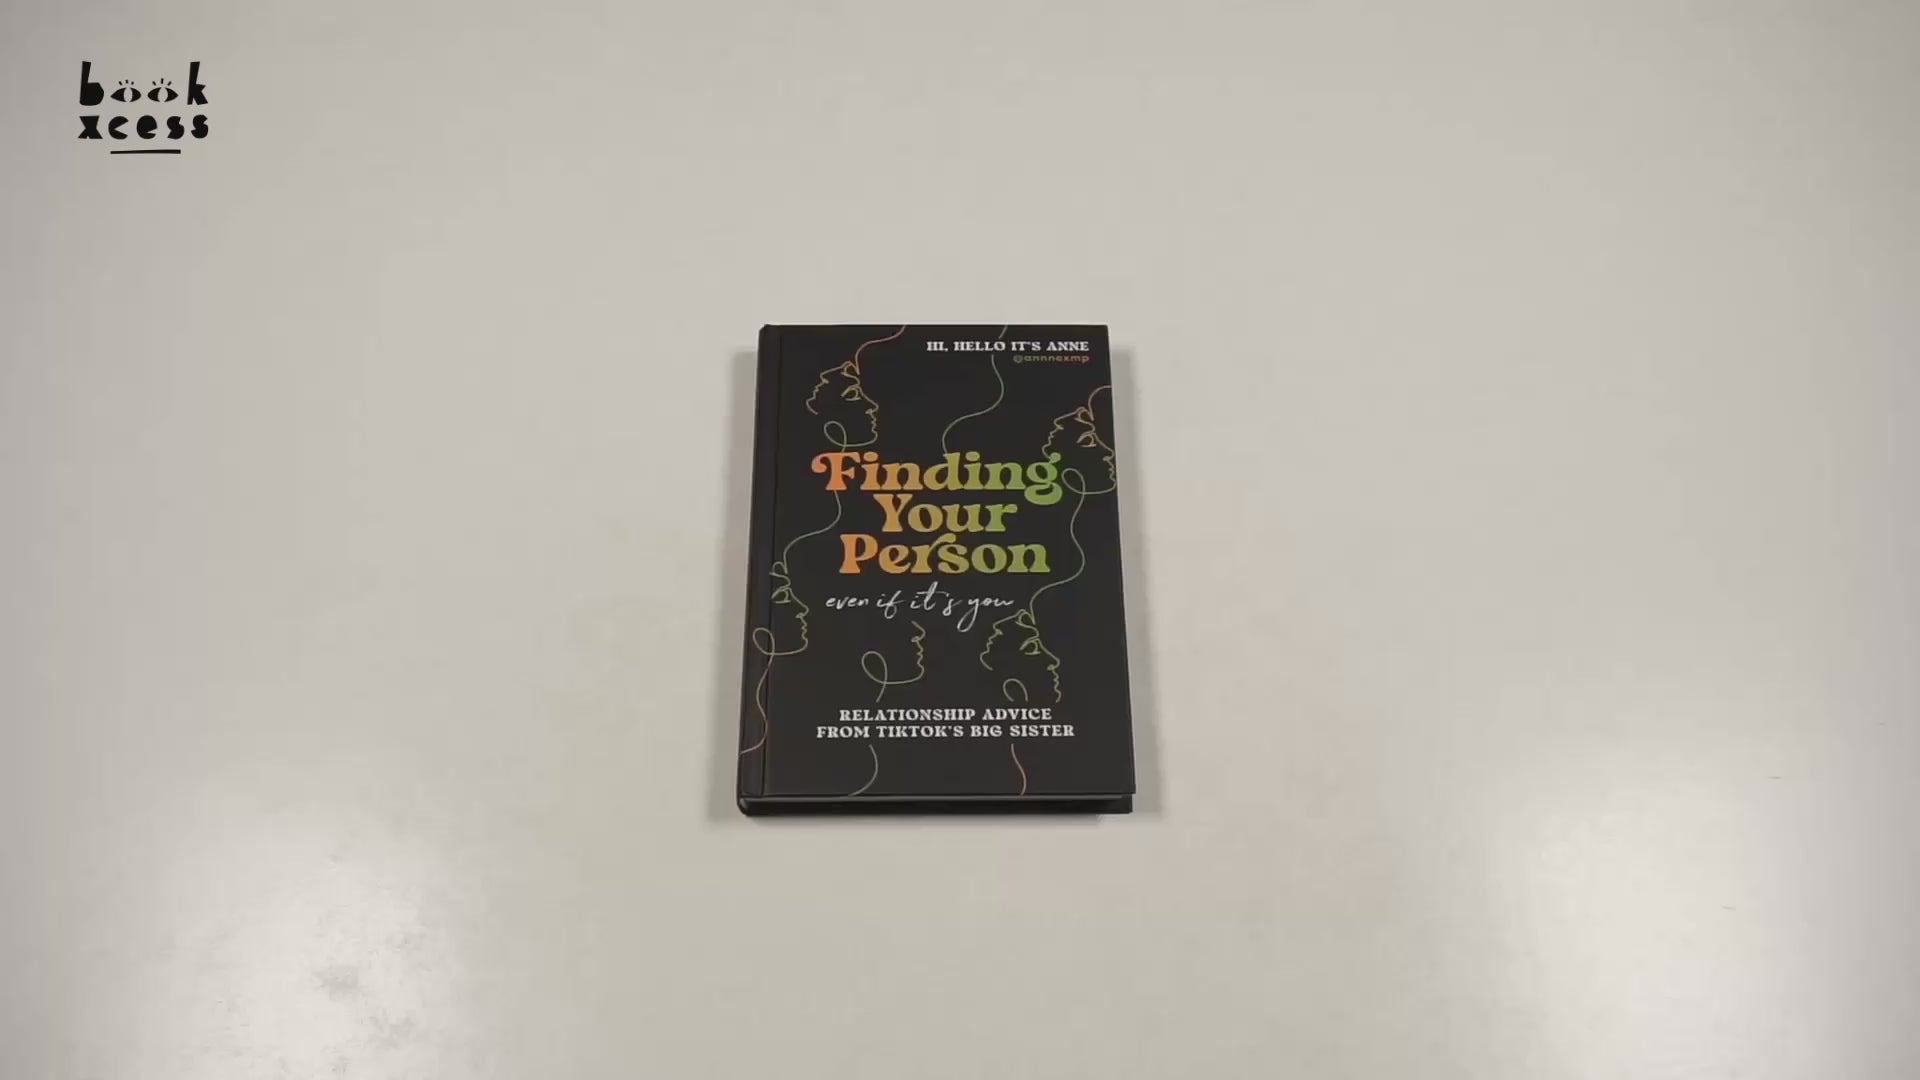 book
xcess
HI, HELLO IT'S ANNE
@annnexmp
Finding
Your
Person
even if it's you
RELATIONSHIP ADVICE
FROM TIKTOK'S BIG SISTER